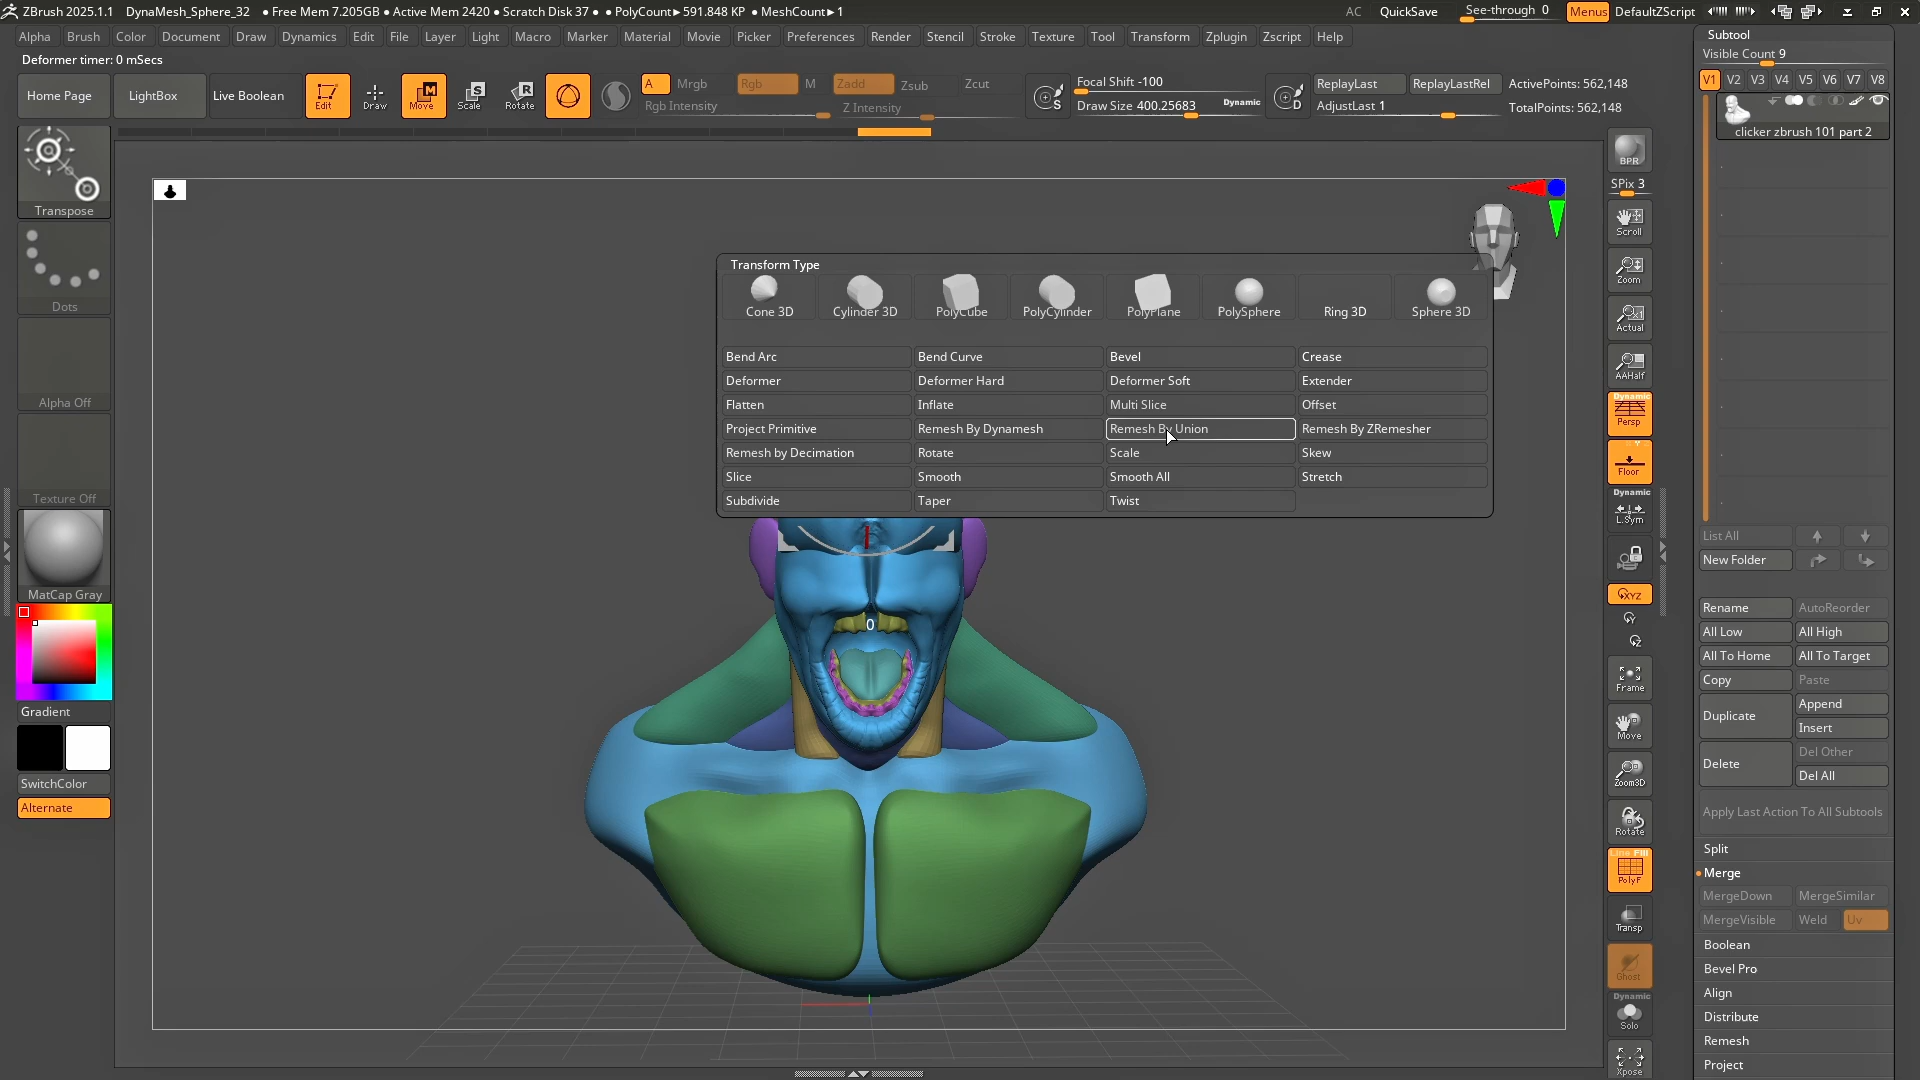 ZBrush 2025.1.1 DynaMesh_Sphere_32 ● Free Mem 7.205GB ● Active Mem 2420 ● Scratch Disk 37 ● ● PolyCount► 591.848 KP ● MeshCount► 1 AC QuickSave See-through 0 Menus DefaultZScript
Alpha Brush Color Document Draw Dynamics Edit File Layer Light Macro Marker Material Movie Picker Preferences Render Stencil Stroke Texture Tool Transform Zplugin Zscript Help
Deformer timer: 0 mSecs
Home Page LightBox Live Boolean Edit Draw Move Scale Rotate
A Mrgb Rgb M Zadd Zsub Zcut
Rgb Intensity Z Intensity
Focal Shift -100
Draw Size 400.25683 Dynamic
S D
ReplayLast ReplayLastRel ActivePoints: 562,148
AdjustLast 1 TotalPoints: 562,148
Transpose
Dots
Alpha Off
Texture Off
MatCap Gray
Gradient
SwitchColor
Alternate
Transform Type
Cone 3D Cylinder 3D PolyCube PolyCylinder PolyPlane PolySphere Ring 3D Sphere 3D
Bend Arc Bend Curve Bevel Crease
Deformer Deformer Hard Deformer Soft Extender
Flatten Inflate Multi Slice Offset
Project Primitive Remesh By Dynamesh Remesh By Union Remesh By ZRemesher
Remesh by Decimation Rotate Scale Skew
Slice Smooth Smooth All Stretch
Subdivide Taper Twist
0
BPR
SPix 3
Scroll
Zoom
Actual
AAHalf
Dynamic
Persp
Floor
Dynamic
L.Sym
XYZ
Y
Z
Frame
Move
Zoom3D
Rotate
Line Fill
PolyF
Transp
Ghost
Dynamic
Solo
Xpose
Subtool
Visible Count 9
V1 V2 V3 V4 V5 V6 V7 V8
clicker zbrush 101 part 2
List All
New Folder
Rename AutoReorder
All Low All High
All To Home All To Target
Copy Paste
Duplicate Append
Insert
Delete Del Other
Del All
Apply Last Action To All Subtools
Split
Merge
MergeDown MergeSimilar
MergeVisible Weld Uv
Boolean
Bevel Pro
Align
Distribute
Remesh
Project